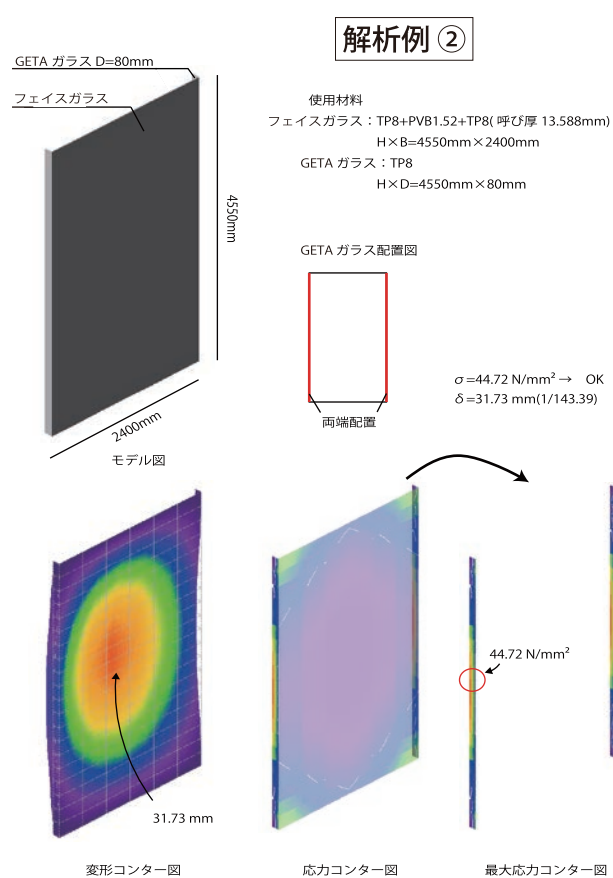 解析例 ②
GETA ガラス D=80mm
フェイスガラス
使用材料
フェイスガラス：TP8+PVB1.52+TP8( 呼び厚 13.588mm)
H×B=4550mm×2400mm
GETA ガラス：TP8
H×D=4550mm×80mm
4550mm
2400mm
モデル図
GETA ガラス配置図
両端配置
σ=44.72 N/mm²→ OK
δ=31.73 mm(1/143.39)
44.72 N/mm²
31.73 mm
変形コンター図
応力コンター図
最大応力コンター図